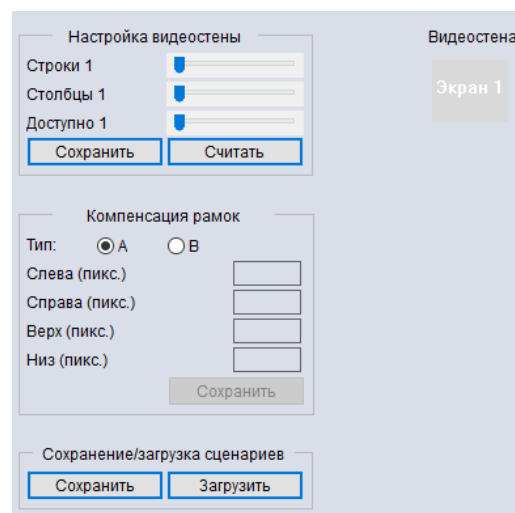 Настройка видеостены
Видеостена
Строки 1
Экран 1
Столбцы 1
Доступно 1
Сохранить Считать
Компенсация рамок
Тип: A B
Слева (пикс.)
Справа (пикс.)
Верх (пикс.)
Низ (пикс.)
Сохранить
Сохранение/загрузка сценариев
Сохранить Загрузить